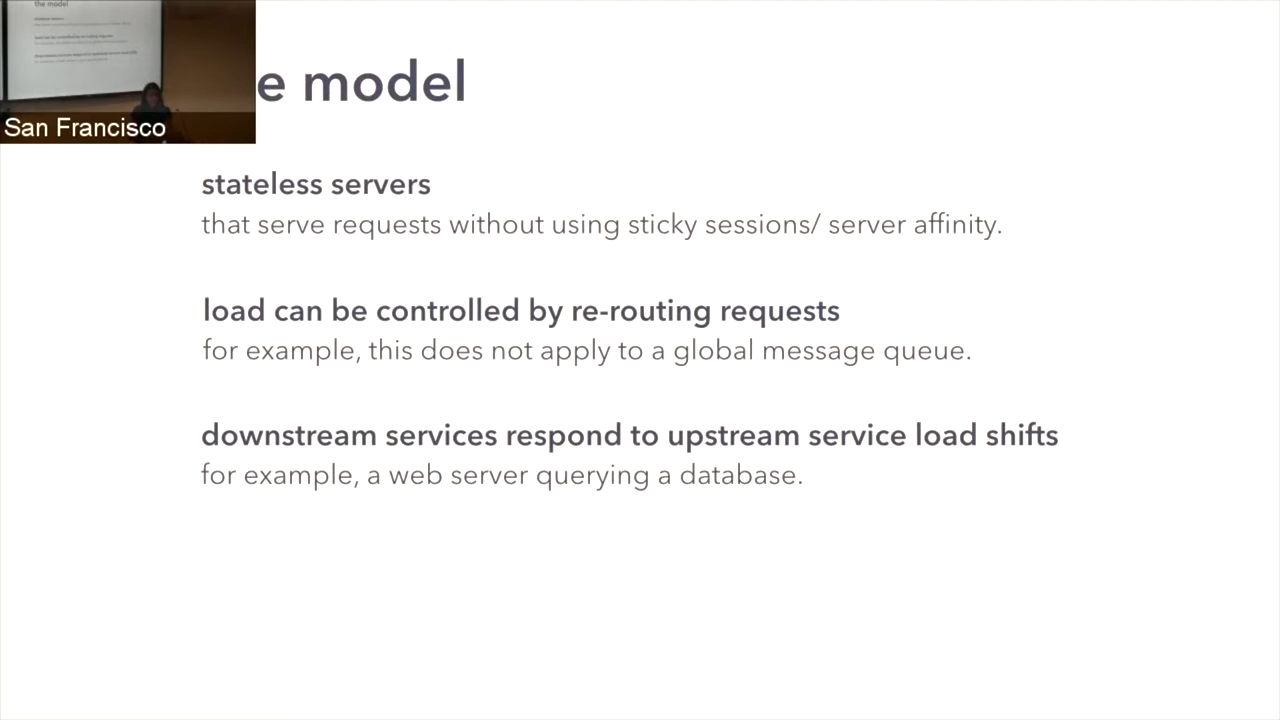 the model
San Francisco
e model
stateless servers
that serve requests without using sticky sessions/ server affinity.
load can be controlled by re-routing requests
for example, this does not apply to a global message queue.
downstream services respond to upstream service load shifts
for example, a web server querying a database.